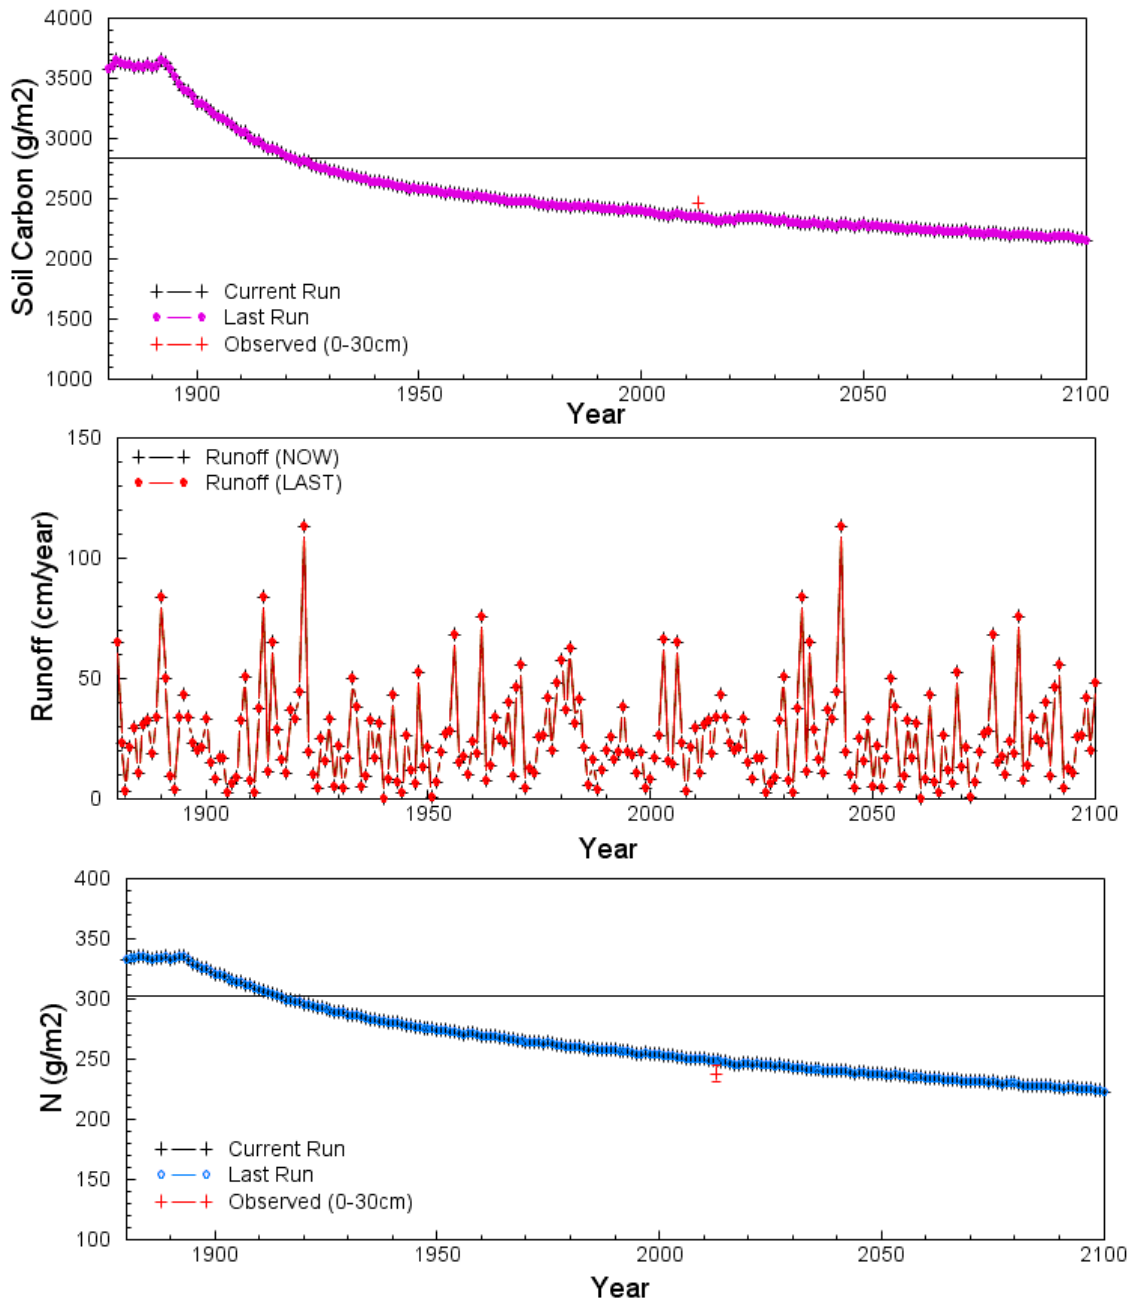 4000
3500
3000
2500
2000
1500
1000
Soil Carbon (g/m2)
Current Run
Last Run
Observed (0-30cm)
1900 1950 2000 2050 2100
Year
150
100
50
0
Runoff (cm/year)
Runoff (NOW)
Runoff (LAST)
1900 1950 2000 2050 2100
Year
400
350
300
250
200
150
100
N (g/m2)
Current Run
Last Run
Observed (0-30cm)
1900 1950 2000 2050 2100
Year